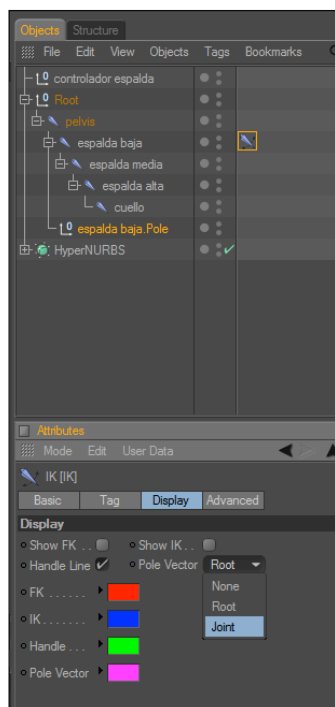 Objects Structure
File Edit View Objects Tags Bookmarks
controlador espalda
Root
pelvis
espalda baja
espalda media
espalda alta
cuello
espalda baja.Pole
HyperNURBS
Attributes
Mode Edit User Data
IK [IK]
Basic Tag Display Advanced
Display
Show FK . . Show IK . .
Handle Line Pole Vector Root
FK . . . . . . None
Root
IK . . . . . . . Joint
Handle . . .
Pole Vector